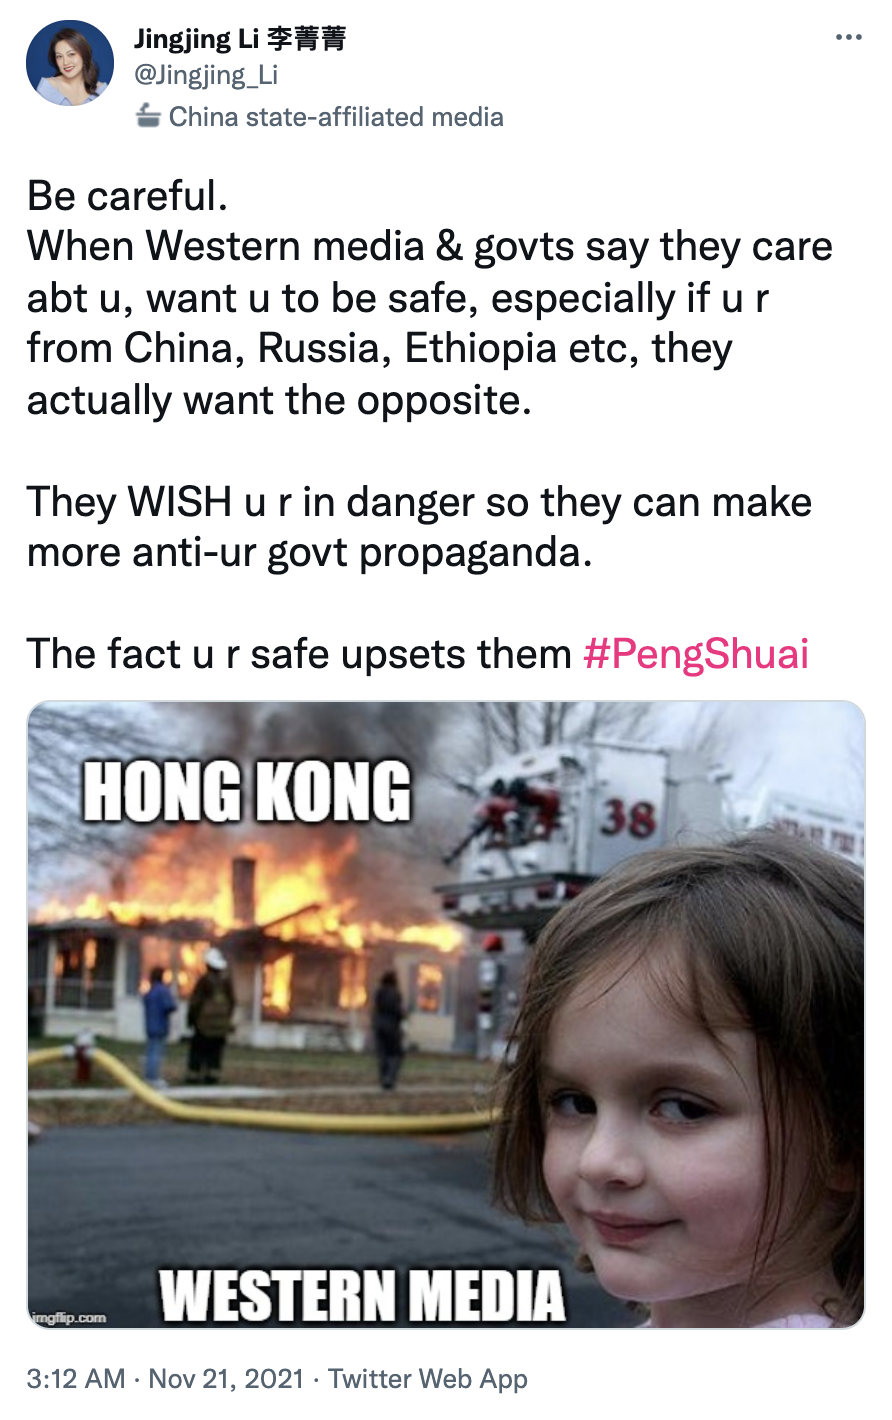 Jingjing Li 李菁菁
@Jingjing_Li
China state-affiliated media
Be careful.
When Western media & govts say they care
abt u, want u to be safe, especially if u r
from China, Russia, Ethiopia etc, they
actually want the opposite.
They WISH u r in danger so they can make
more anti-ur govt propaganda.
The fact u r safe upsets them #PengShuai
HONG KONG
38
WESTERN MEDIA
imgflip.com
3:12 AM · Nov 21, 2021 · Twitter Web App